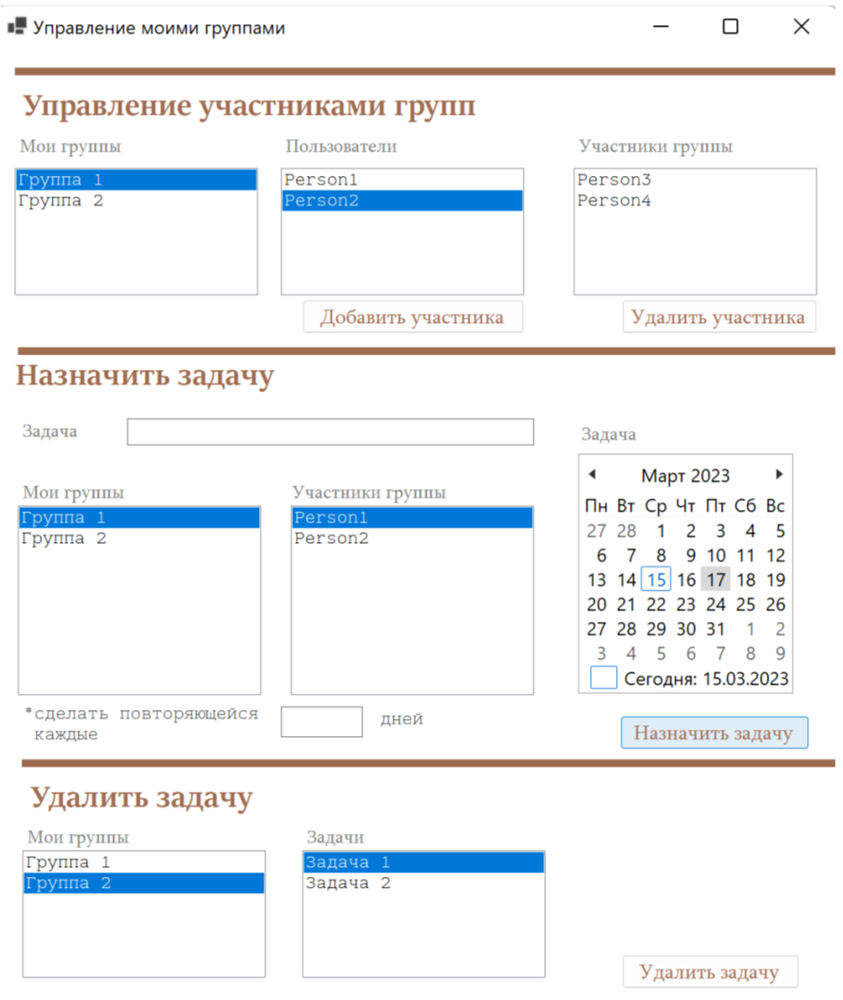 Управление моими группами
Управление участниками групп
Мои группы Пользователи Участники группы
Группа 1 Person1 Person3
Группа 2 Person2 Person4
Добавить участника Удалить участника
Назначить задачу
Задача
Задача
Март 2023
Мои группы Участники группы
Пн Вт Ср Чт Пт Сб Вс
Группа 1 Person1
Группа 2 Person2
27 28 1 2 3 4 5
6 7 8 9 10 11 12
13 14 15 16 17 18 19
20 21 22 23 24 25 26
27 28 29 30 31 1 2
3 4 5 6 7 8 9
Сегодня: 15.03.2023
*сделать повторяющейся
каждые
дней
Назначить задачу
Удалить задачу
Мои группы Задачи
Группа 1 Задача 1
Группа 2 Задача 2
Удалить задачу